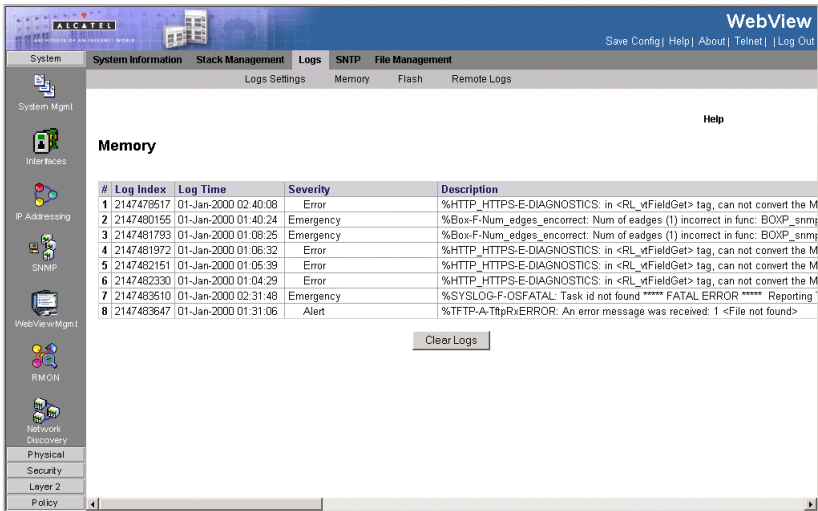 ALCATEL
ARCHITECTS OF AN INTERNET WORLD
WebView
Save Config| Help| About| Telnet| |Log Out
System
System Information Stack Management Logs SNTP File Management
Logs Settings Memory Flash Remote Logs
System Mgmt
Interfaces
IP Addressing
SNMP
WebViewMgmt
RMON
Network
Discovery
Physical
Security
Layer 2
Policy
Help
Memory
# Log Index Log Time Severity Description
1 2147478517 01-Jan-2000 02:40:08 Error %HTTP_HTTPS-E-DIAGNOSTICS: in <RL_vtFieldGet> tag, can not convert the M
2 2147480155 01-Jan-2000 01:40:24 Emergency %Box-F-Num_edges_encorrect: Num of eadges (1) incorrect in func: BOXP_snmp
3 2147481793 01-Jan-2000 01:08:25 Emergency %Box-F-Num_edges_encorrect: Num of eadges (1) incorrect in func: BOXP_snmp
4 2147481972 01-Jan-2000 01:06:32 Error %HTTP_HTTPS-E-DIAGNOSTICS: in <RL_vtFieldGet> tag, can not convert the M
5 2147482151 01-Jan-2000 01:05:39 Error %HTTP_HTTPS-E-DIAGNOSTICS: in <RL_vtFieldGet> tag, can not convert the M
6 2147482330 01-Jan-2000 01:04:29 Error %HTTP_HTTPS-E-DIAGNOSTICS: in <RL_vtFieldGet> tag, can not convert the M
7 2147483510 01-Jan-2000 02:31:48 Emergency %SYSLOG-F-OSFATAL: Task id not found ***** FATAL ERROR ***** Reporting
8 2147483647 01-Jan-2000 01:31:06 Alert %TFTP-A-TftpRxERROR: An error message was received: 1 <File not found>
Clear Logs